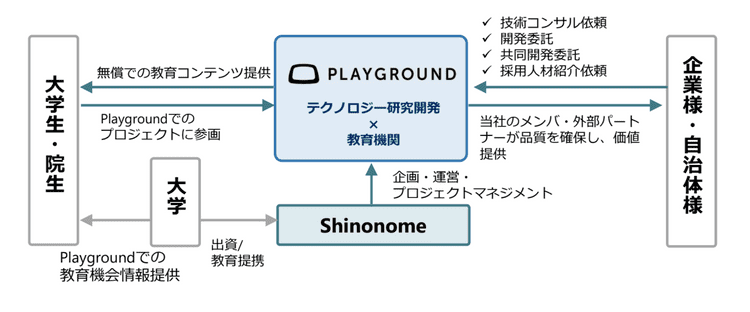 大学生・院生
無償での教育コンテンツ提供
Playgroundでの
プロジェクトに参画
PLAYGROUND
テクノロジー研究開発
×
教育機関
✓ 技術コンサル依頼
✓ 開発委託
✓ 共同開発委託
✓ 採用人材紹介依頼
当社のメンバ・外部パート
ナーが品質を確保し、価値
提供
企業様・自治体様
大学
企画・運営・
プロジェクトマネジメント
Shinonome
出資/
教育提携
Playgroundでの
教育機会情報提供